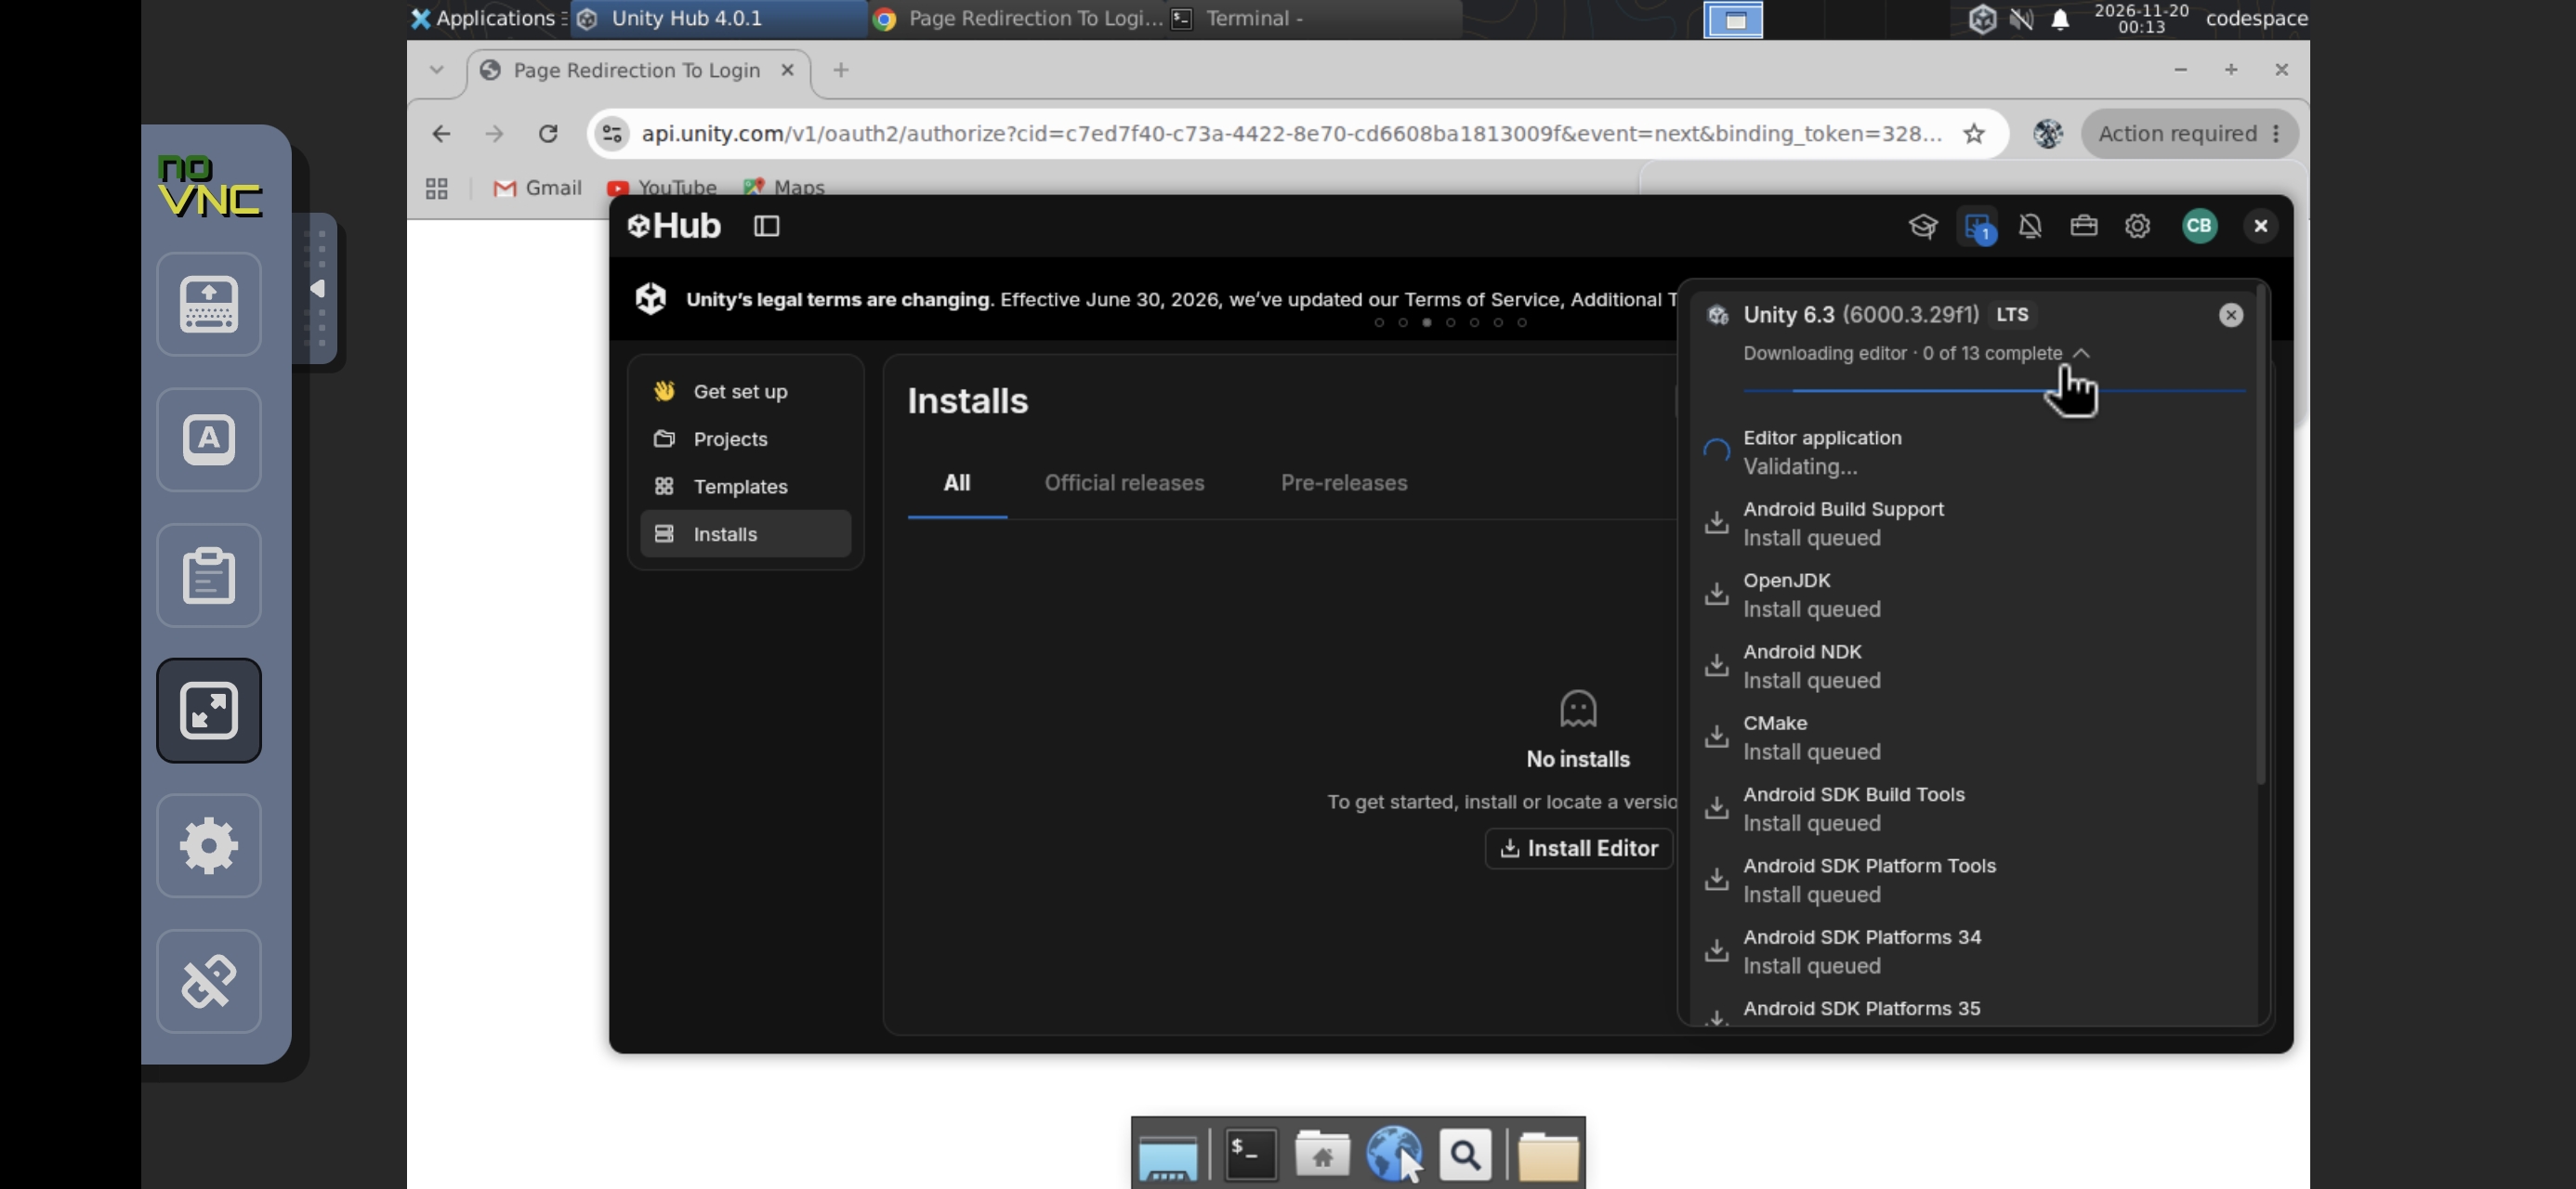 Applications
Unity Hub 4.0.1
Page Redirection To Logi...
Terminal -
2026-11-20
00:13
codespace
Page Redirection To Login
api.unity.com/v1/oauth2/authorize?cid=c7ed7f40-c73a-4422-8e70-cd6608ba1813009f&event=next&binding_token=328...
Action required
Gmail
YouTube
Maps
no
VNC
A
Hub
1
CB
Unity’s legal terms are changing. Effective June 30, 2026, we’ve updated our Terms of Service, Additional T
Get set up
Projects
Templates
Installs
Installs
All
Official releases
Pre-releases
No installs
To get started, install or locate a versio
Install Editor
Unity 6.3 (6000.3.29f1) LTS
Downloading editor · 0 of 13 complete
Editor application
Validating...
Android Build Support
Install queued
OpenJDK
Install queued
Android NDK
Install queued
CMake
Install queued
Android SDK Build Tools
Install queued
Android SDK Platform Tools
Install queued
Android SDK Platforms 34
Install queued
Android SDK Platforms 35
$_